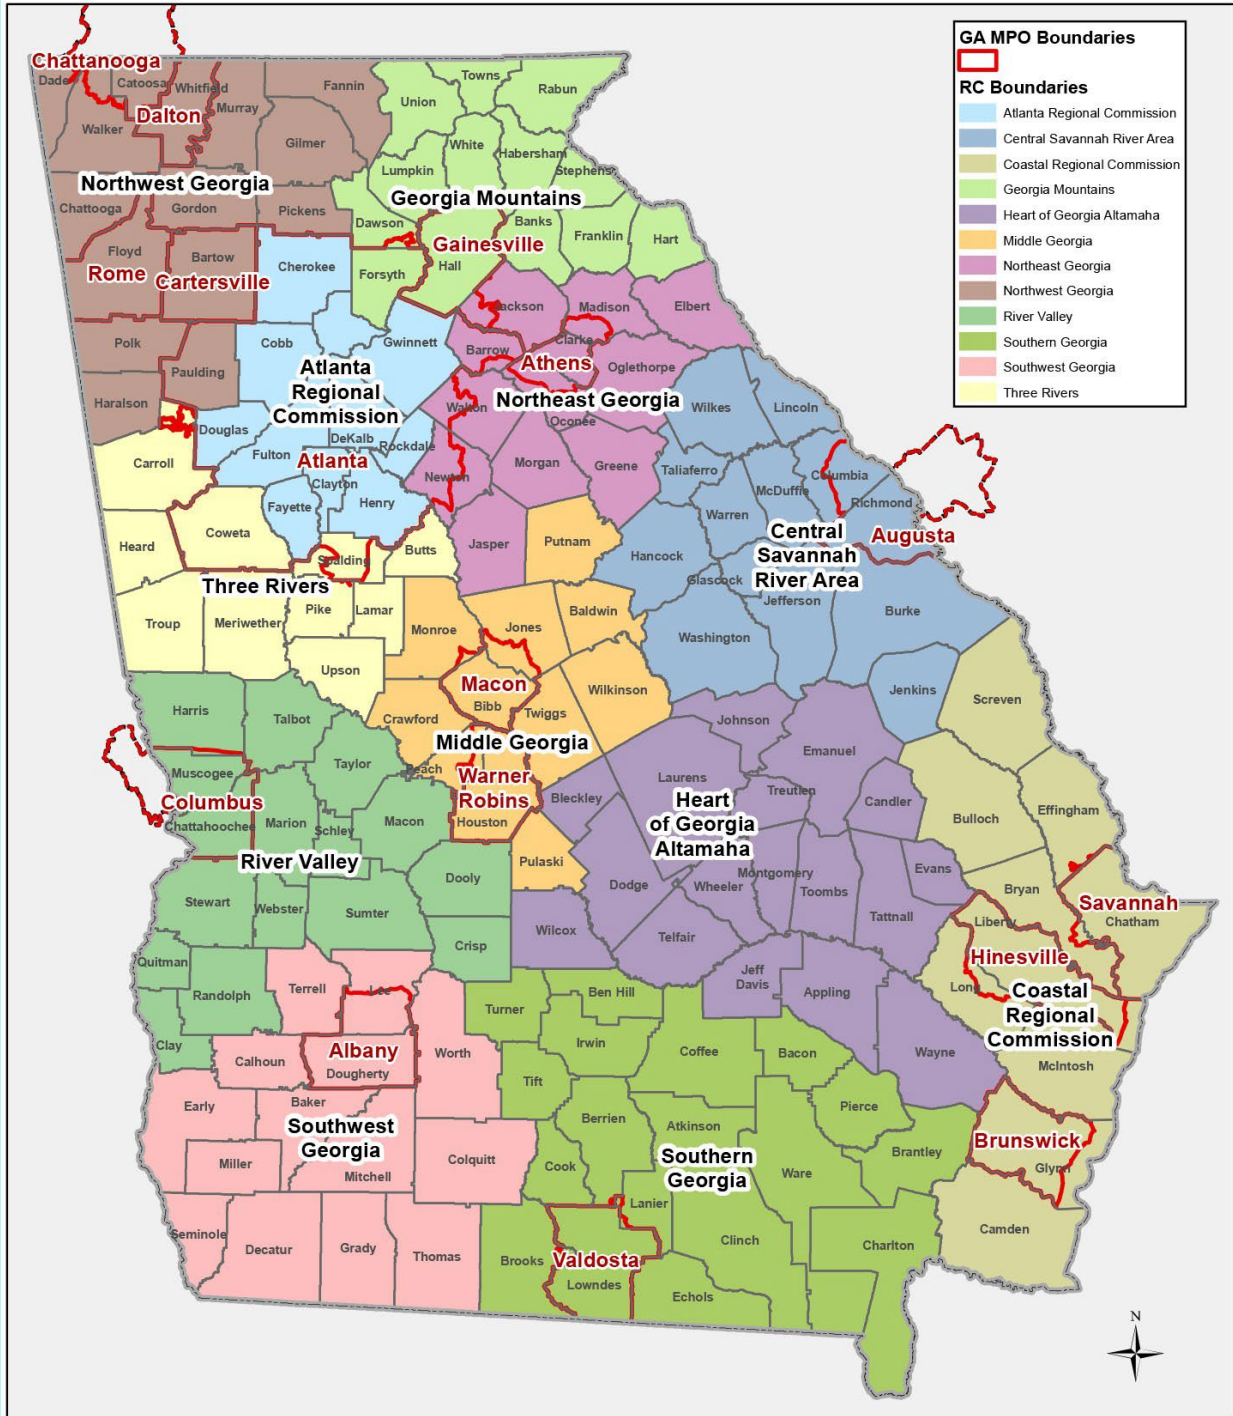 GA MPO Boundaries
RC Boundaries
Atlanta Regional Commission
Central Savannah River Area
Coastal Regional Commission
Georgia Mountains
Heart of Georgia Altamaha
Middle Georgia
Northeast Georgia
Northwest Georgia
River Valley
Southern Georgia
Southwest Georgia
Three Rivers
Chattanooga
Dade
Catoosa
Whitfield
Murray
Fannin
Towns
Rabun
Union
Dalton
Walker
Gilmer
White
Habersham
Lumpkin
Stephens
Northwest Georgia
Georgia Mountains
Chattooga
Gordon
Pickens
Dawson
Banks
Franklin
Hart
Gainesville
Floyd
Bartow
Cherokee
Forsyth
Hall
Rome
Cartersville
Jackson
Madison
Elbert
Polk
Cobb
Gwinnett
Barrow
Clarke
Athens
Oglethorpe
Paulding
Atlanta
Regional
Commission
Northeast Georgia
Haralson
Walton
Oconee
Wilkes
Lincoln
Douglas
DeKalb
Rockdale
Carroll
Fulton
Atlanta
Clayton
Newton
Morgan
Greene
Taliaferro
Columbia
McDuffie
Richmond
Fayette
Henry
Warren
Augusta
Coweta
Heard
Spalding
Butts
Jasper
Putnam
Hancock
Central
Savannah
River Area
Glascock
Jefferson
Three Rivers
Troup
Meriwether
Pike
Lamar
Monroe
Jones
Baldwin
Burke
Washington
Upson
Macon
Bibb
Wilkinson
Twiggs
Jenkins
Screven
Harris
Talbot
Crawford
Johnson
Middle Georgia
Emanuel
Taylor
Peach
Muscogee
Warner
Robins
Laurens
Treutlen
Bleckley
Candler
Effingham
Columbus
Chattahoochee
Marion
Schley
Macon
Houston
Heart
of Georgia
Altamaha
Bulloch
River Valley
Pulaski
Dooly
Dodge
Wheeler
Montgomery
Toombs
Evans
Bryan
Stewart
Webster
Sumter
Tattnall
Savannah
Chatham
Liberty
Crisp
Wilcox
Telfair
Hinesville
Quitman
Randolph
Terrell
Lee
Jeff
Davis
Appling
Long
Coastal
Regional
Commission
Turner
Ben Hill
Clay
Calhoun
Albany
Dougherty
Worth
Irwin
Coffee
Bacon
Wayne
McIntosh
Tift
Early
Baker
Berrien
Pierce
Southwest
Georgia
Atkinson
Brunswick
Miller
Mitchell
Colquitt
Cook
Southern
Georgia
Ware
Brantley
Glynn
Seminole
Decatur
Grady
Thomas
Brooks
Lanier
Clinch
Charlton
Camden
Valdosta
Lowndes
Echols
N